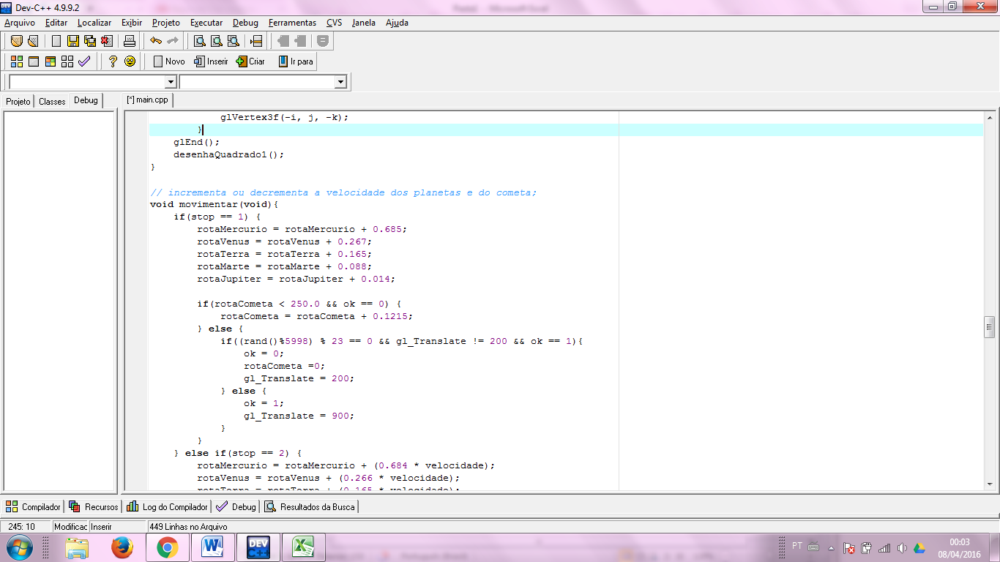 Dev-C++ 4.9.9.2
Arquivo Editar Localizar Exibir Projeto Executar Debug Ferramentas CVS Janela Ajuda
Novo Inserir Criar Ir para
Projeto Classes Debug [*] main.cpp
glVertex3f(-i, j, -k);
}
glEnd();
desenhaQuadrado1();
}
// incrementa ou decrementa a velocidade dos planetas e do cometa;
void movimentar(void){
if(stop == 1) {
rotaMercurio = rotaMercurio + 0.685;
rotaVenus = rotaVenus + 0.267;
rotaTerra = rotaTerra + 0.165;
rotaMarte = rotaMarte + 0.088;
rotaJupiter = rotaJupiter + 0.014;
if(rotaCometa < 250.0 && ok == 0) {
rotaCometa = rotaCometa + 0.1215;
} else {
if((rand()%5998) % 23 == 0 && gl_Translate != 200 && ok == 1){
ok = 0;
rotaCometa =0;
gl_Translate = 200;
} else {
ok = 1;
gl_Translate = 900;
}
}
} else if(stop == 2) {
rotaMercurio = rotaMercurio + (0.684 * velocidade);
rotaVenus = rotaVenus + (0.266 * velocidade);
rotaTerra = rotaTerra + (0.165 * velocidade);
Compilador Recursos Log do Compilador Debug Resultados da Busca
245: 10 Modificac Inserir 449 Linhas no Arquivo
W DEV C++ X PT 00:03
08/04/2016